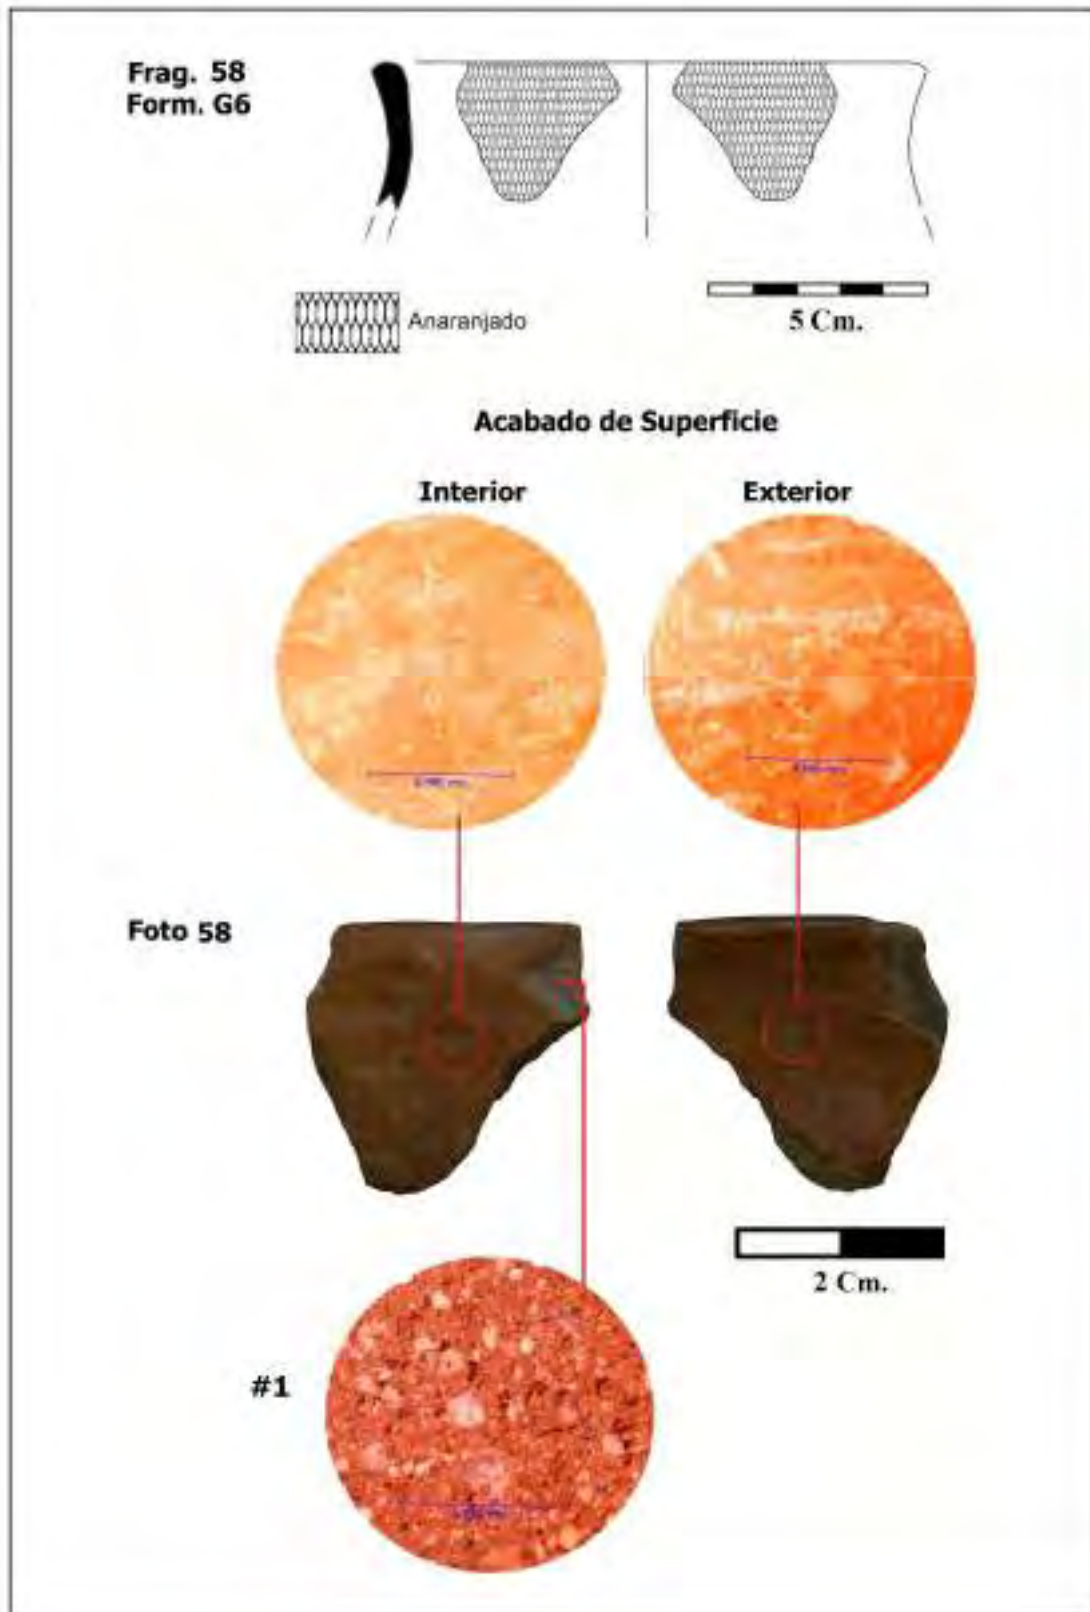 Frag. 58
Form. G6
Anaranjado
5 Cm.
Acabado de Superficie
Interior
Exterior
Foto 58
2 Cm.
#1